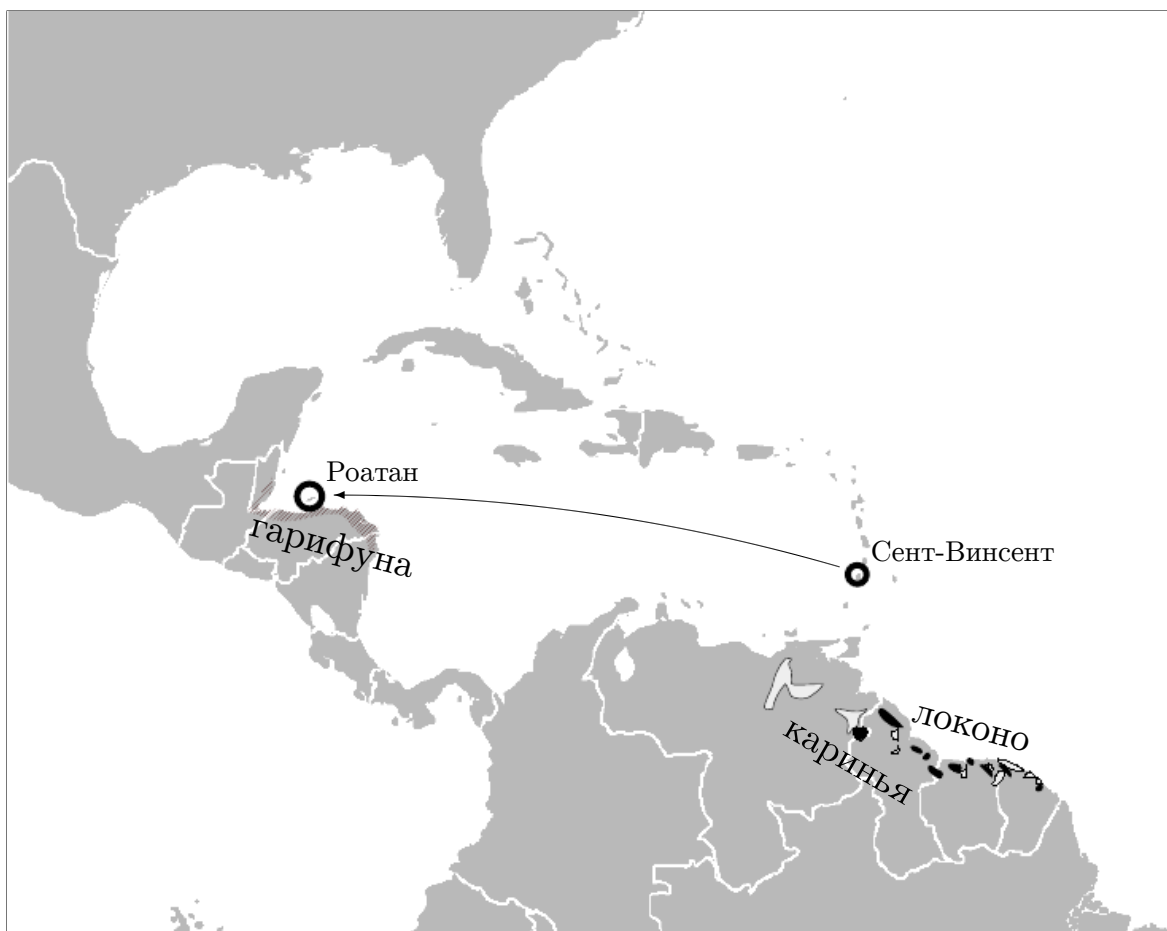 Роатан
гарифуна
Сент-Винсент
локоно
каринья